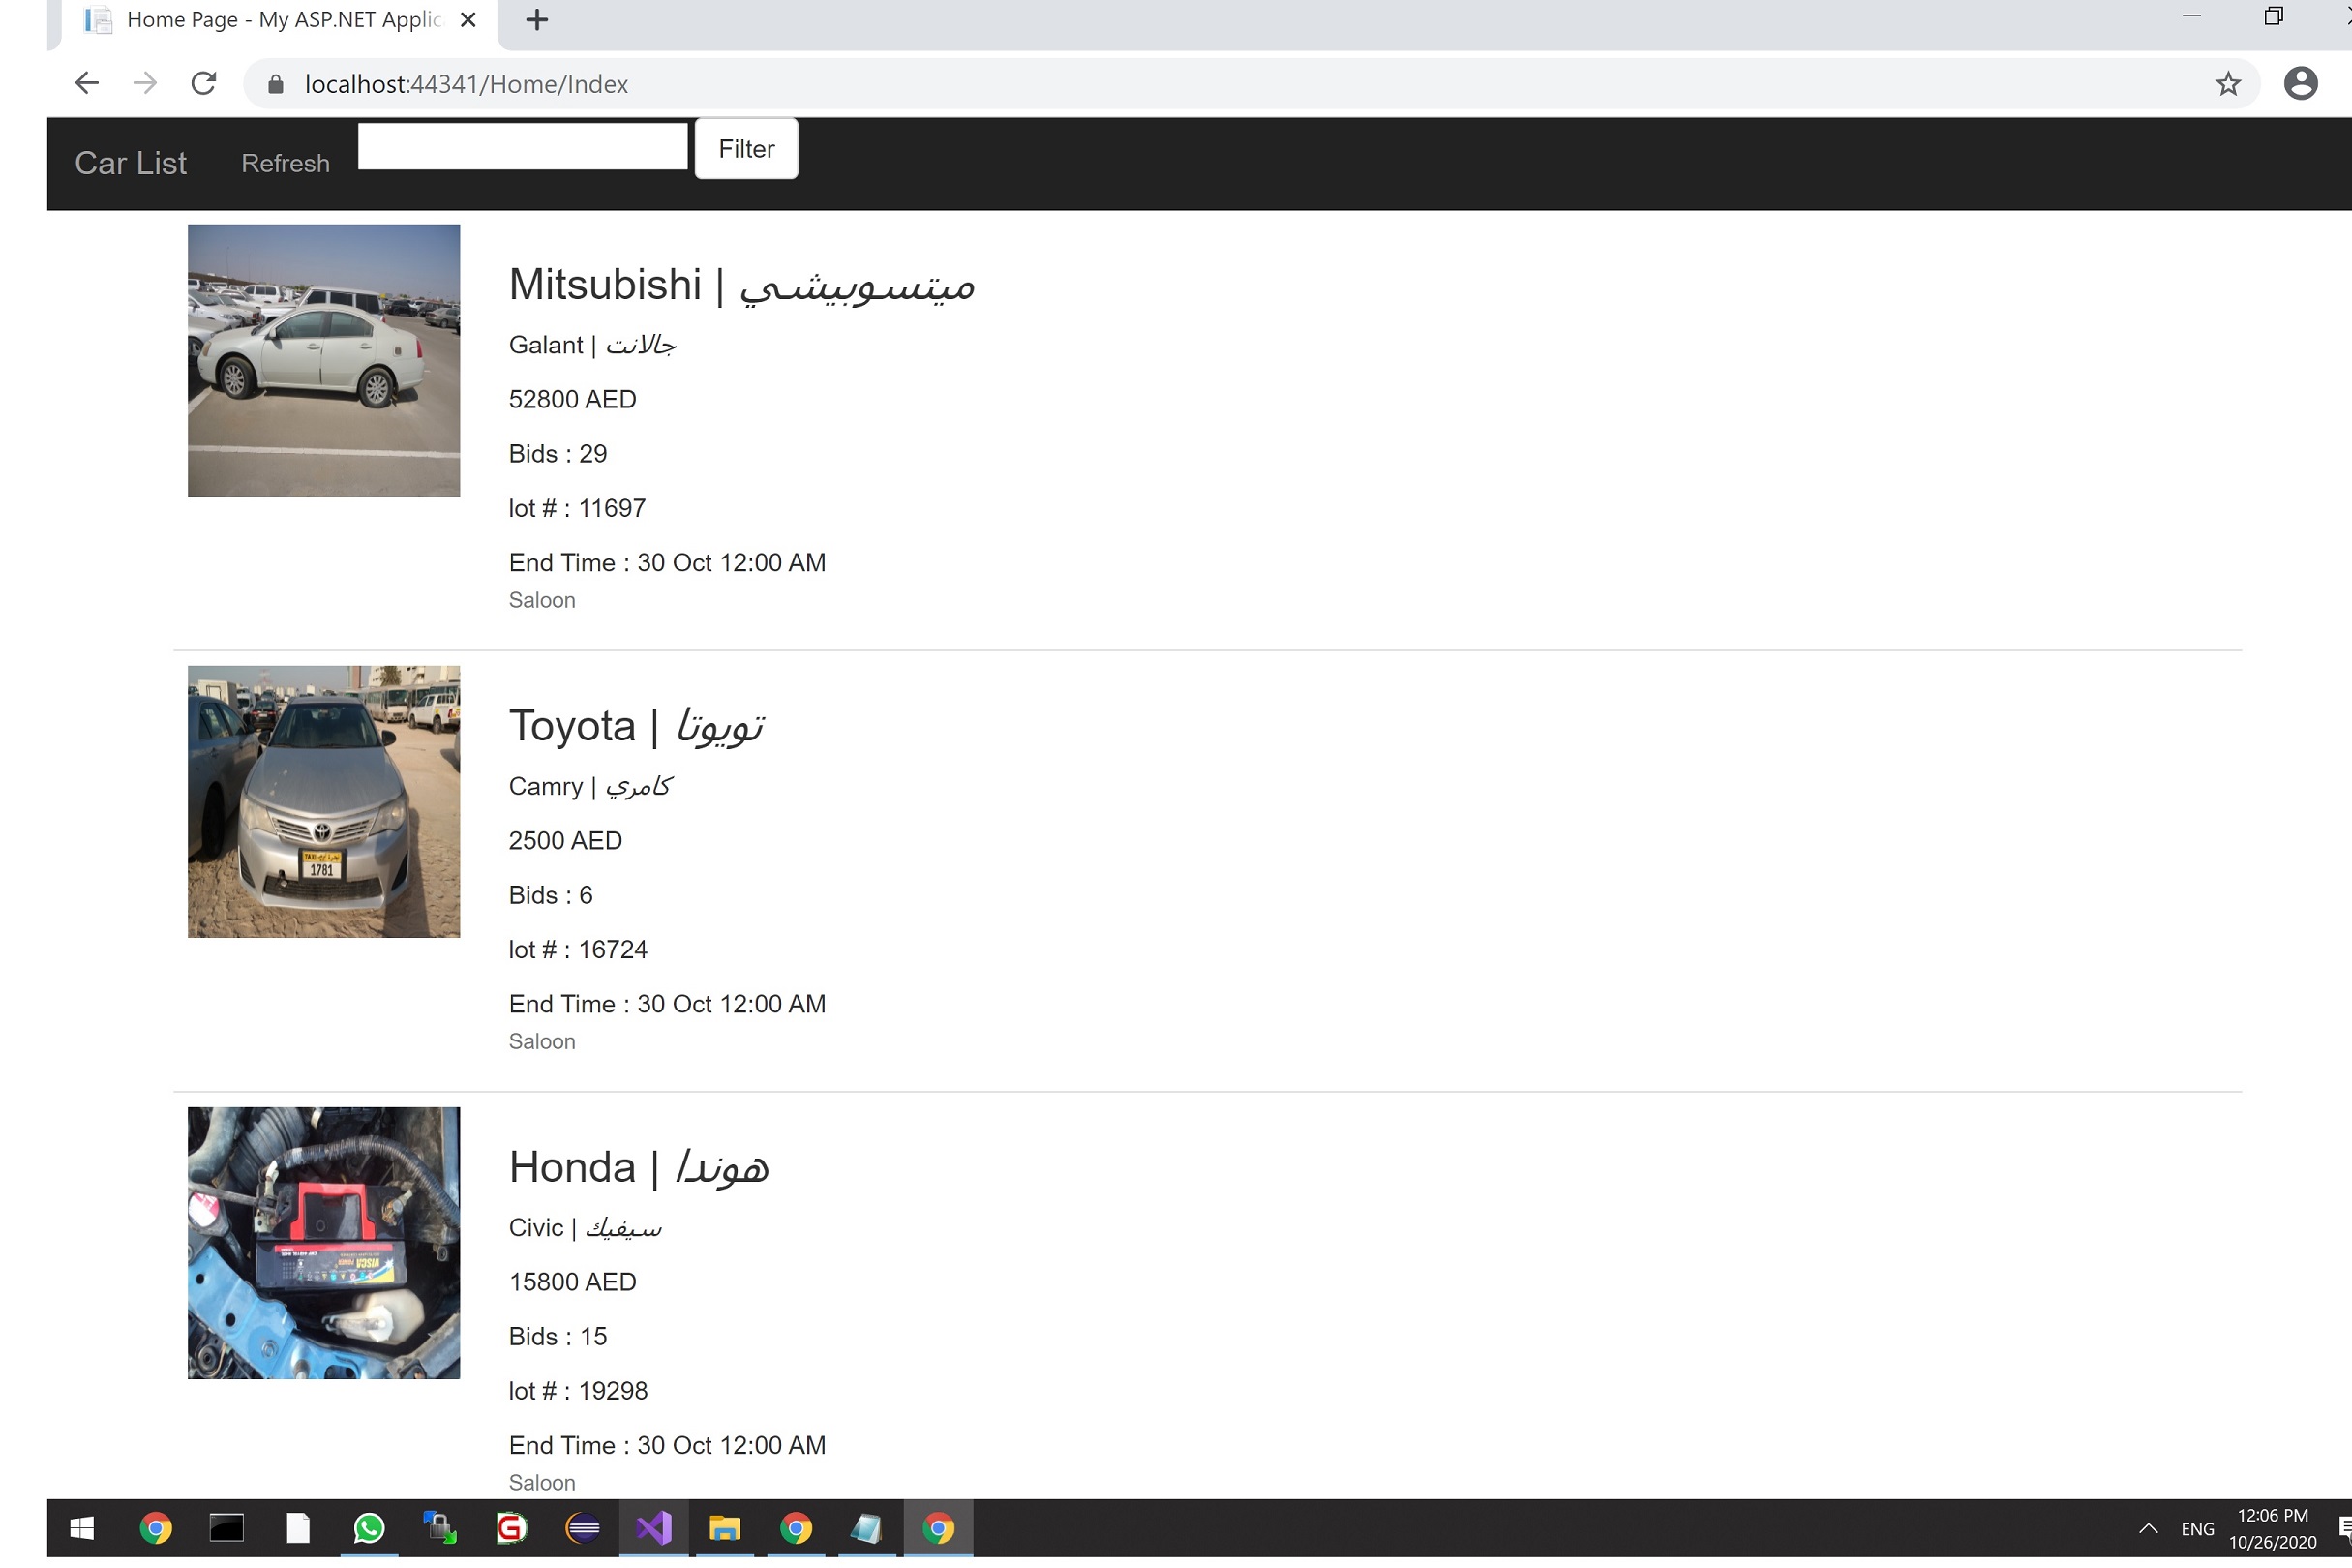 Home Page - My ASP.NET Applic
localhost:44341/Home/Index
Car List
Refresh
Filter
Mitsubishi | ميتسوبيشي
Galant | جالانت
52800 AED
Bids : 29
lot # : 11697
End Time : 30 Oct 12:00 AM
Saloon
Toyota | تويوتا
Camry | كامري
2500 AED
Bids : 6
lot # : 16724
End Time : 30 Oct 12:00 AM
Saloon
TAXI
1781
Honda | هوندا
Civic | سيفيك
15800 AED
Bids : 15
lot # : 19298
End Time : 30 Oct 12:00 AM
Saloon
VISCA
ENG
12:06 PM
10/26/2020